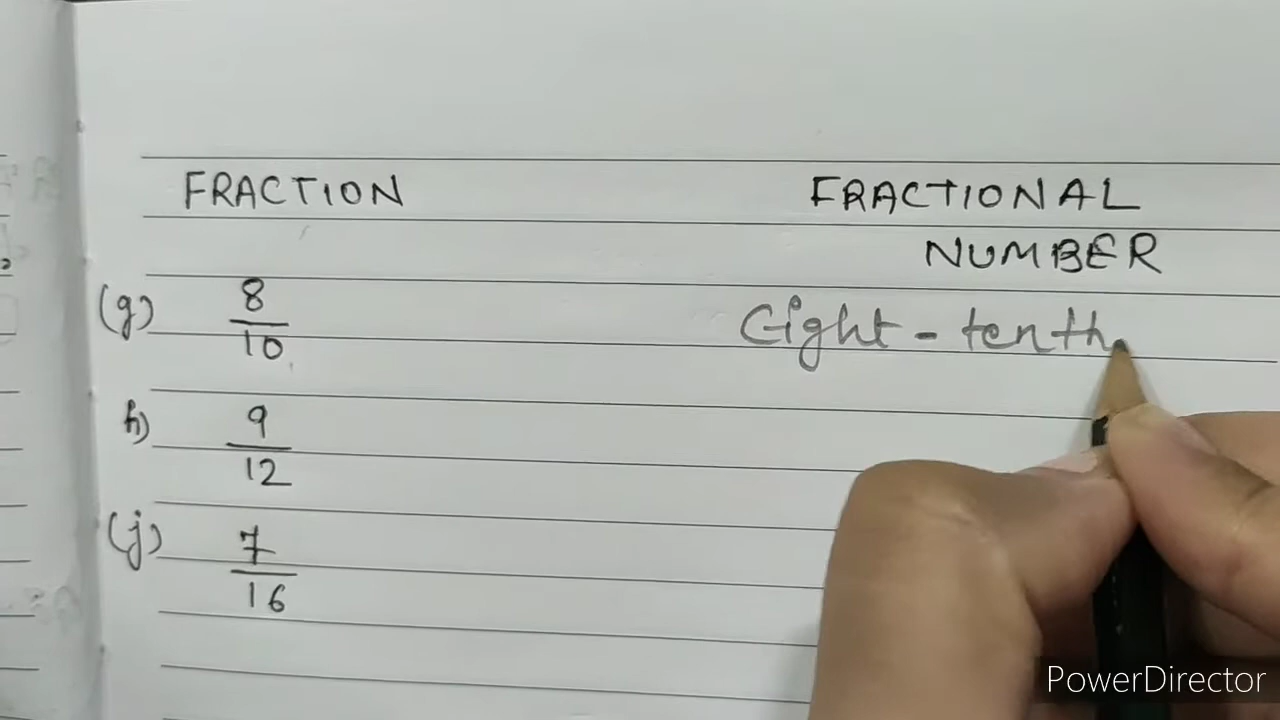 FRACTION FRACTIONAL
NUMBER
(g) 8/10 Eight - tenth
h) 9/12
(j) 7/16
PowerDirector